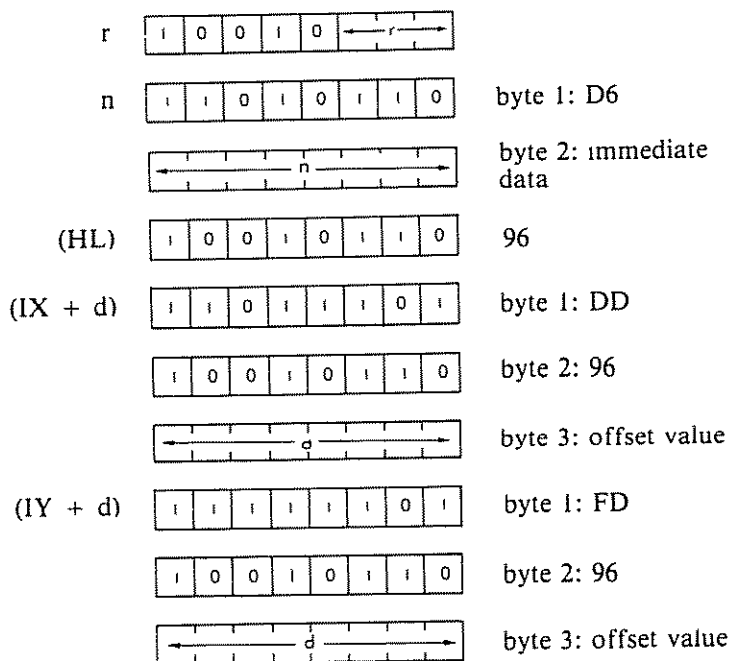 r 1 0 0 1 0 r
n 1 1 0 1 0 1 1 0 byte 1: D6
n byte 2: immediate
data
(HL) 1 0 0 1 0 1 1 0 96
(IX + d) 1 1 0 1 1 1 0 1 byte 1: DD
1 0 0 1 0 1 1 0 byte 2: 96
d byte 3: offset value
(IY + d) 1 1 1 1 1 1 0 1 byte 1: FD
1 0 0 1 0 1 1 0 byte 2: 96
d byte 3: offset value